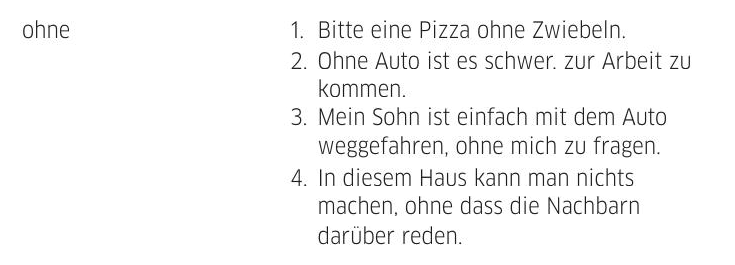 ohne
1. Bitte eine Pizza ohne Zwiebeln.
2. Ohne Auto ist es schwer. zur Arbeit zu
kommen.
3. Mein Sohn ist einfach mit dem Auto
weggefahren, ohne mich zu fragen.
4. In diesem Haus kann man nichts
machen, ohne dass die Nachbarn
darüber reden.